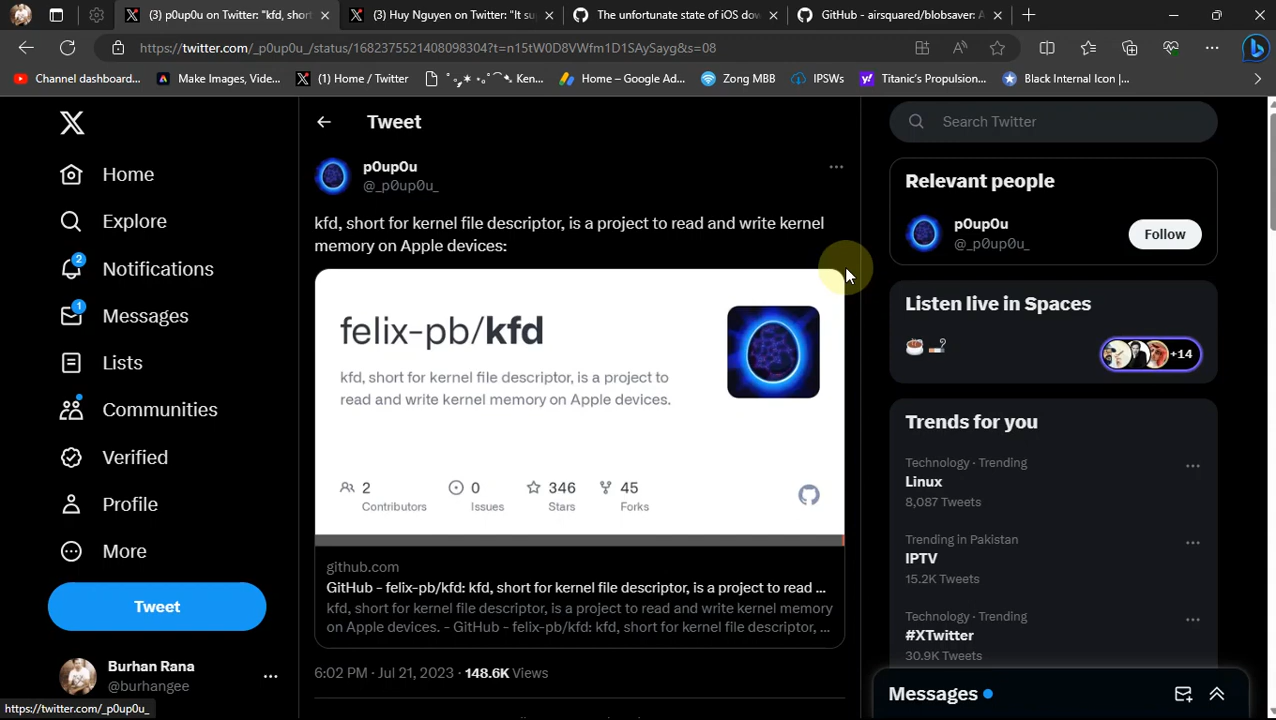 (3) p0up0u on Twitter: "kfd, short
(3) Huy Nguyen on Twitter: "It su
The unfortunate state of iOS dow
GitHub - airsquared/blobsaver: A
https://twitter.com/_p0up0u_/status/1682375521408098304?t=n15tW0D8VWfm1D1SAySayg&s=08
Channel dashboard...
Make Images, Vide...
(1) Home / Twitter
Ken...
Home – Google Ad...
Zong MBB
IPSWs
Titanic's Propulsion...
Black Internal Icon |...
Tweet
Search Twitter
Home
Explore
2
Notifications
1
Messages
Lists
Communities
Verified
Profile
More
Tweet
Burhan Rana
@burhangee
https://twitter.com/_p0up0u_
p0up0u
@_p0up0u_
kfd, short for kernel file descriptor, is a project to read and write kernel
memory on Apple devices:
felix-pb/kfd
kfd, short for kernel file descriptor, is a project to
read and write kernel memory on Apple devices.
2
Contributors
0
Issues
346
Stars
45
Forks
github.com
GitHub - felix-pb/kfd: kfd, short for kernel file descriptor, is a project to read ...
kfd, short for kernel file descriptor, is a project to read and write kernel memory
on Apple devices. - GitHub - felix-pb/kfd: kfd, short for kernel file descriptor, ...
6:02 PM · Jul 21, 2023 · 148.6K Views
Relevant people
p0up0u
@_p0up0u_
Follow
Listen live in Spaces
+14
Trends for you
Technology · Trending
Linux
8,087 Tweets
Trending in Pakistan
IPTV
15.2K Tweets
Technology · Trending
#XTwitter
30.9K Tweets
Messages